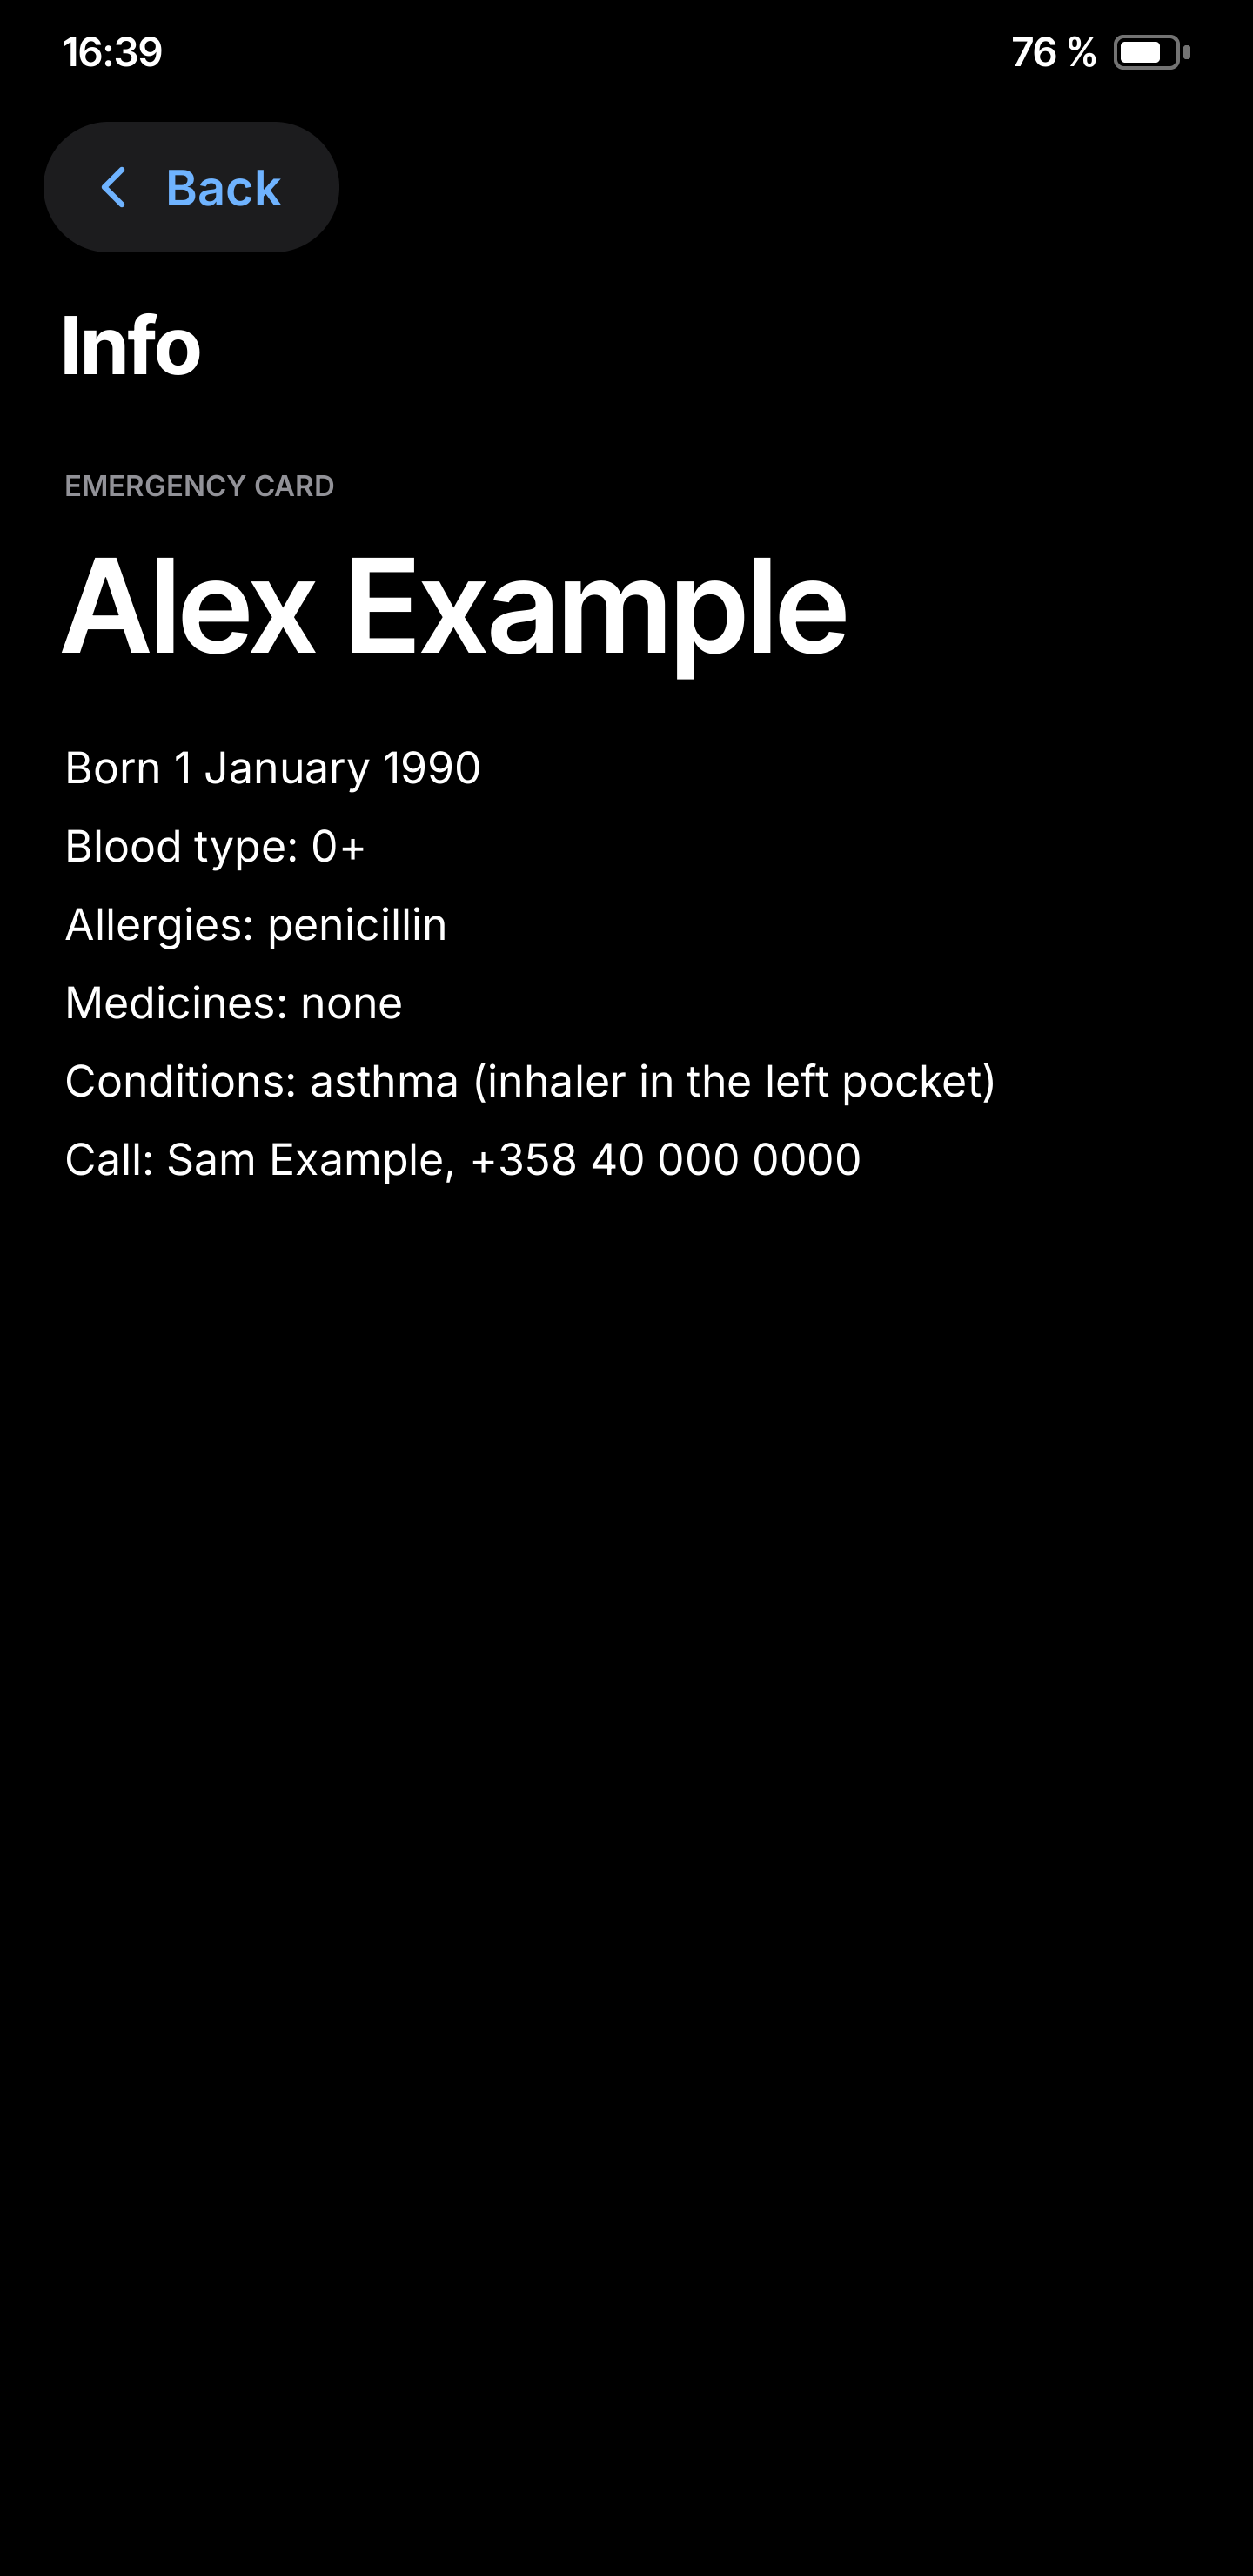 16:39
76 %
Back
Info
EMERGENCY CARD
Alex Example
Born 1 January 1990
Blood type: 0+
Allergies: penicillin
Medicines: none
Conditions: asthma (inhaler in the left pocket)
Call: Sam Example, +358 40 000 0000